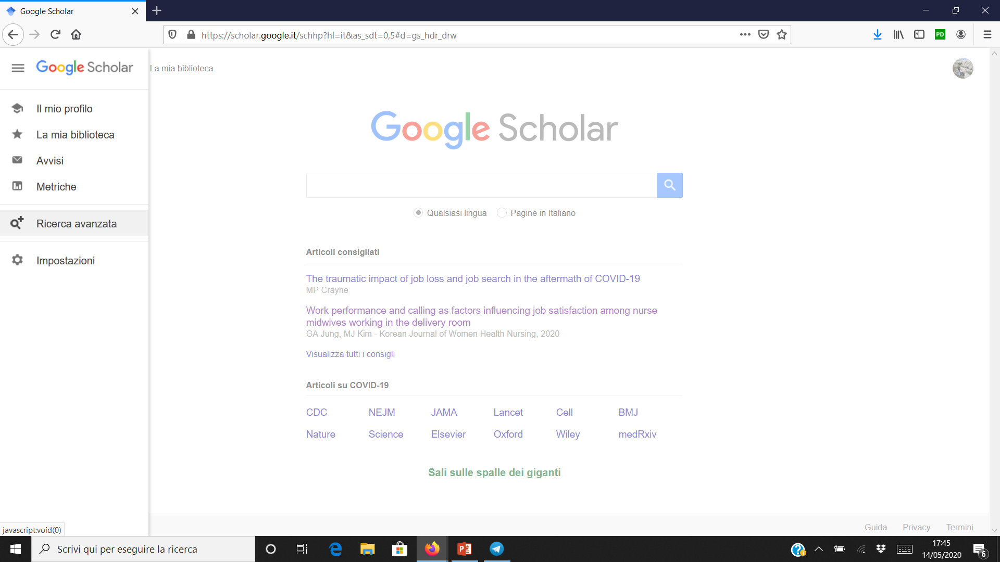 Google Scholar
https://scholar.google.it/schhp?hl=it&as_sdt=0,5#d=gs_hdr_drw
PD
Google Scholar
La mia biblioteca
Il mio profilo
La mia biblioteca
Avvisi
Metriche
Ricerca avanzata
Impostazioni
Google Scholar
Qualsiasi lingua
Pagine in Italiano
Articoli consigliati
The traumatic impact of job loss and job search in the aftermath of COVID-19
MP Crayne
Work performance and calling as factors influencing job satisfaction among nurse
midwives working in the delivery room
GA Jung, MJ Kim - Korean Journal of Women Health Nursing, 2020
Visualizza tutti i consigli
Articoli su COVID-19
CDC NEJM JAMA Lancet Cell BMJ
Nature Science Elsevier Oxford Wiley medRxiv
Sali sulle spalle dei giganti
Guida Privacy Termini
javascript:void(0)
Scrivi qui per eseguire la ricerca
17:45
14/05/2020
6